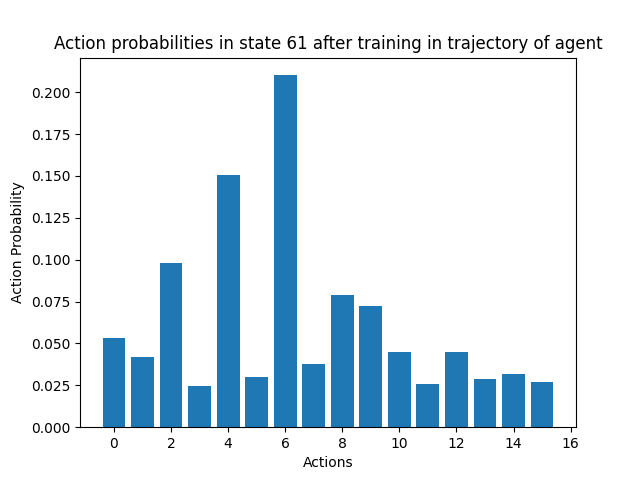 Action probabilities in state 61 after training in trajectory of agent
0.200
0.175
0.150
0.125
0.100
0.075
0.050
0.025
0.000
Action Probability
0 2 4 6 8 10 12 14 16
Actions